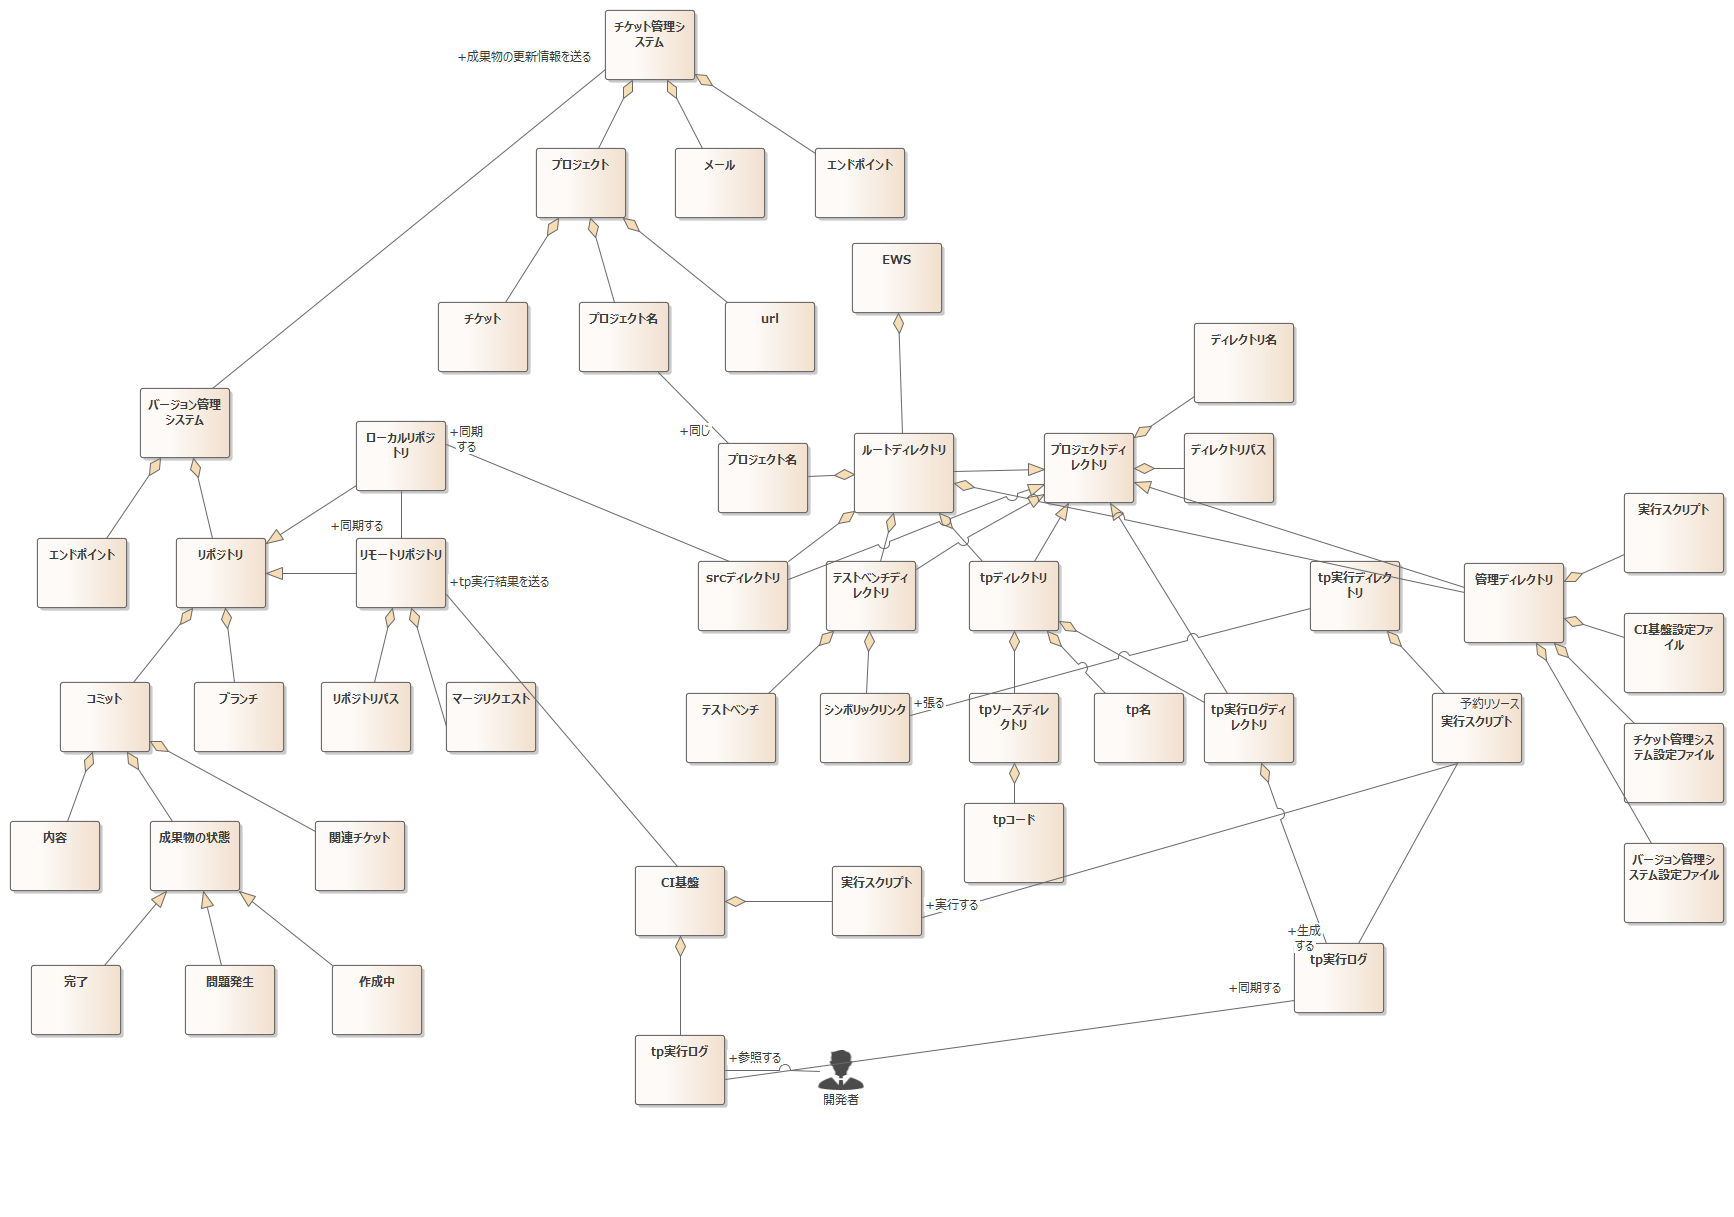 チケット管理シ
ステム
+成果物の更新情報を送る
プロジェクト
メール
エンドポイント
EWS
チケット
プロジェクト名
url
ディレクトリ名
バージョン管理
システム
ローカルリポジ
トリ
+同期
する
+同じ
プロジェクト名
ルートディレクトリ
プロジェクトディ
レクトリ
ディレクトリパス
実行スクリプト
+同期する
エンドポイント
リポジトリ
リモートリポジトリ
+tp実行結果を送る
srcディレクトリ
テストベンチディ
レクトリ
tpディレクトリ
tp実行ディレク
トリ
管理ディレクトリ
CI基盤設定ファ
イル
コミット
ブランチ
リポジトリパス
マージリクエスト
テストベンチ
シンボリックリンク
+張る
tpソースディレ
クトリ
tp名
tp実行ログディ
レクトリ
予約リソース
実行スクリプト
チケット管理シス
テム設定ファイル
内容
成果物の状態
関連チケット
tpコード
CI基盤
実行スクリプト
+実行する
バージョン管理シ
ステム設定ファイル
完了
問題発生
作成中
+生成
する
tp実行ログ
+同期する
tp実行ログ
+参照する
開発者